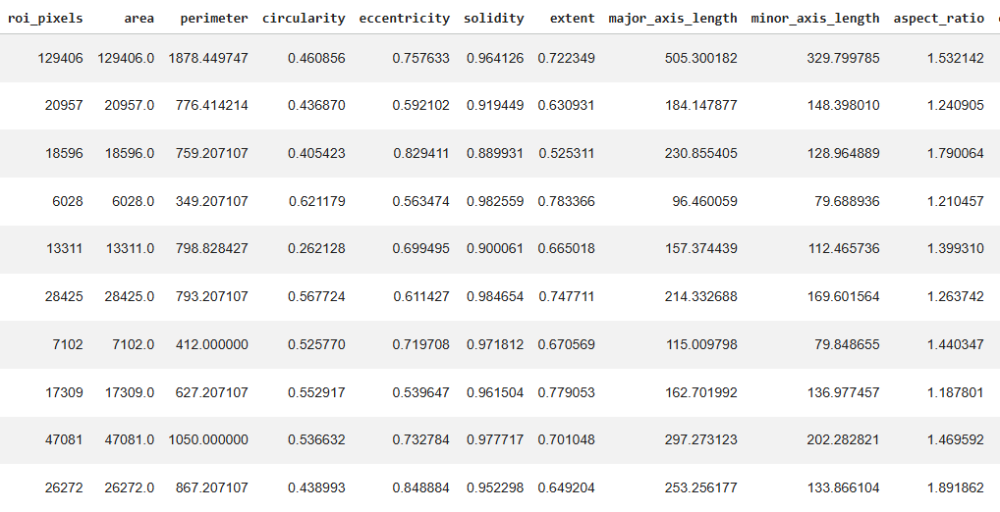 roi_pixels area perimeter circularity eccentricity solidity extent major_axis_length minor_axis_length aspect_ratio
129406 129406.0 1878.449747 0.460856 0.757633 0.964126 0.722349 505.300182 329.799785 1.532142
20957 20957.0 776.414214 0.436870 0.592102 0.919449 0.630931 184.147877 148.398010 1.240905
18596 18596.0 759.207107 0.405423 0.829411 0.889931 0.525311 230.855405 128.964889 1.790064
6028 6028.0 349.207107 0.621179 0.563474 0.982559 0.783366 96.460059 79.688936 1.210457
13311 13311.0 798.828427 0.262128 0.699495 0.900061 0.665018 157.374439 112.465736 1.399310
28425 28425.0 793.207107 0.567724 0.611427 0.984654 0.747711 214.332688 169.601564 1.263742
7102 7102.0 412.000000 0.525770 0.719708 0.971812 0.670569 115.009798 79.848655 1.440347
17309 17309.0 627.207107 0.552917 0.539647 0.961504 0.779053 162.701992 136.977457 1.187801
47081 47081.0 1050.000000 0.536632 0.732784 0.977717 0.701048 297.273123 202.282821 1.469592
26272 26272.0 867.207107 0.438993 0.848884 0.952298 0.649204 253.256177 133.866104 1.891862